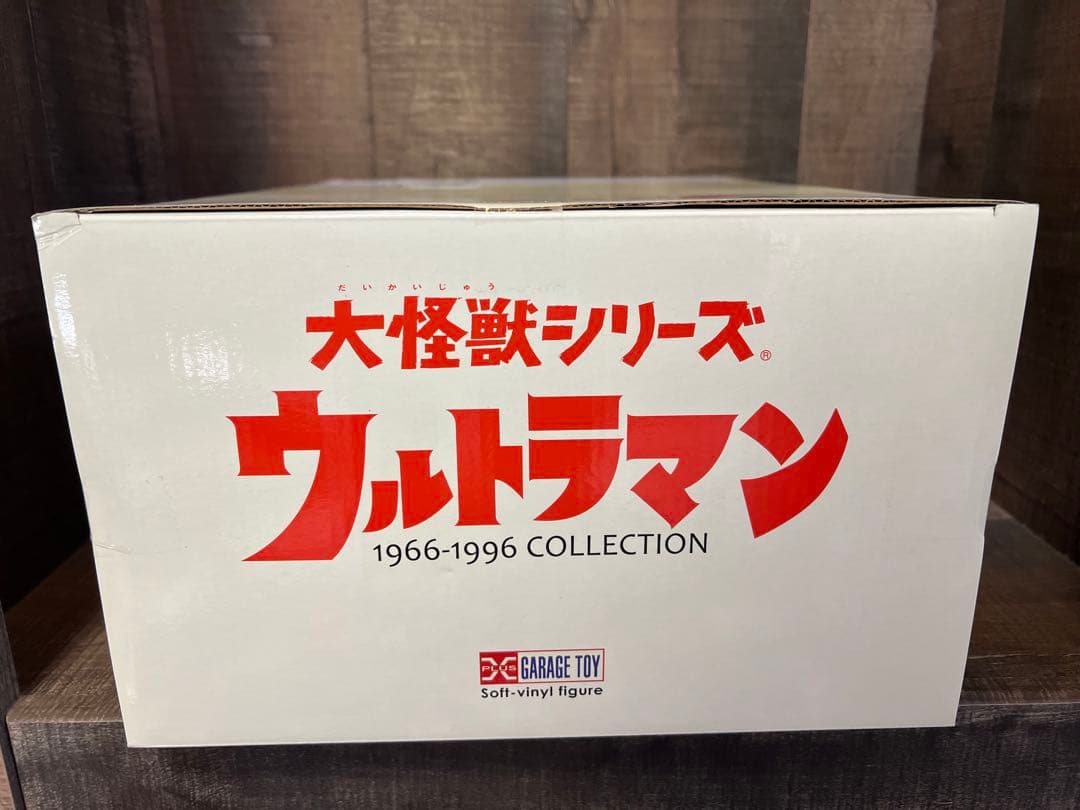 だいかいじゅう
大怪獣シリーズ®
ウルトラマン
1966-1996 COLLECTION
X PLUS GARAGE TOY
Soft-vinyl figure